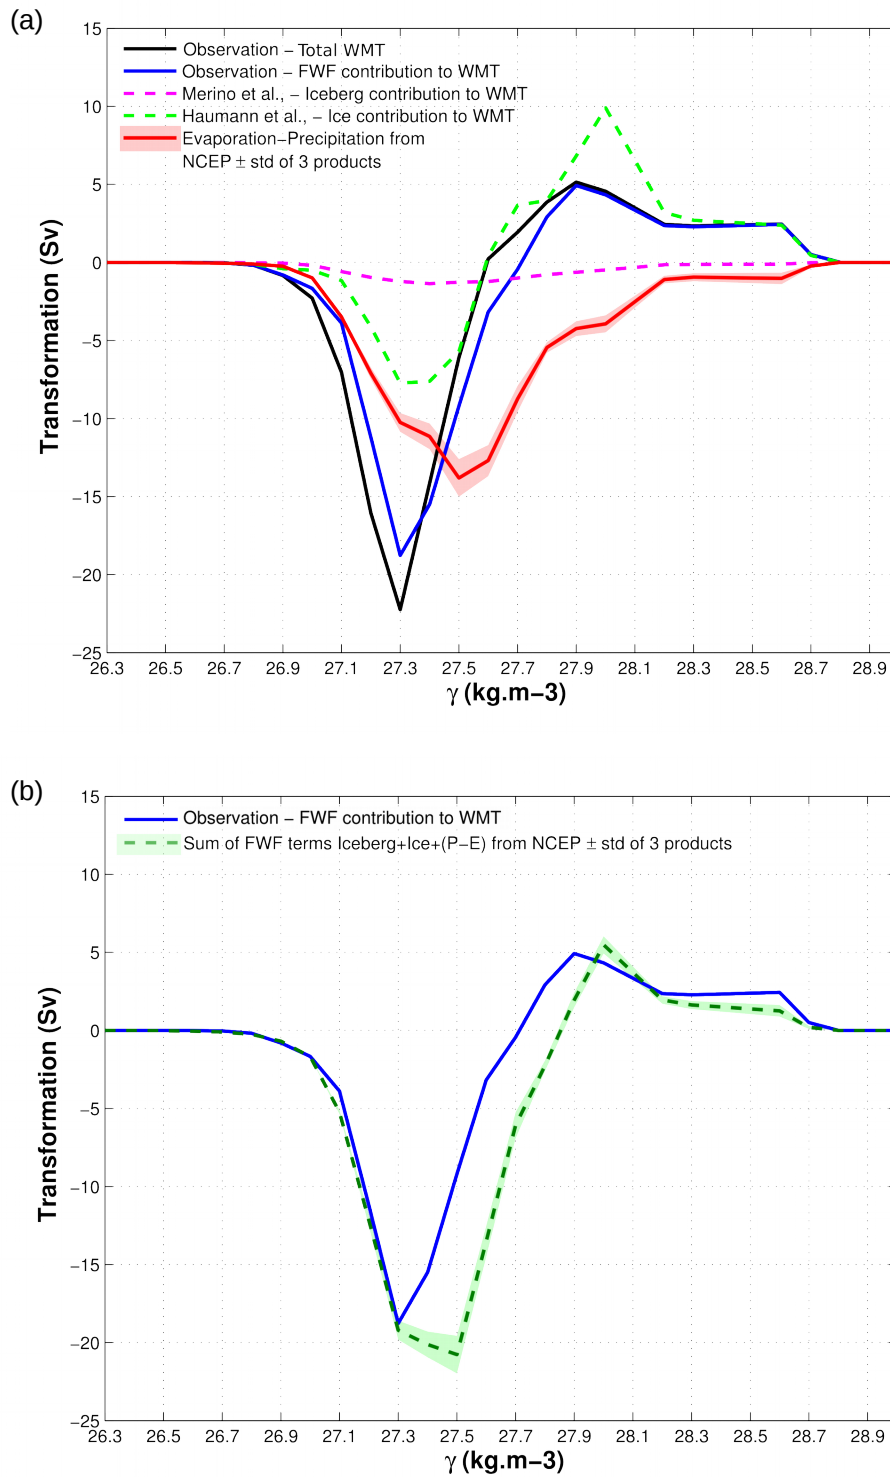 (a)
15
10
5
0
−5
−10
−15
−20
−25
Transformation (Sv)
Observation − Total WMT
Observation − FWF contribution to WMT
Merino et al., − Iceberg contribution to WMT
Haumann et al., − Ice contribution to WMT
Evaporation−Precipitation from
NCEP ± std of 3 products
26.3 26.5 26.7 26.9 27.1 27.3 27.5 27.7 27.9 28.1 28.3 28.5 28.7 28.9
γ (kg.m−3)
(b)
15
10
5
0
−5
−10
−15
−20
−25
Transformation (Sv)
Observation − FWF contribution to WMT
Sum of FWF terms Iceberg+Ice+(P−E) from NCEP ± std of 3 products
26.3 26.5 26.7 26.9 27.1 27.3 27.5 27.7 27.9 28.1 28.3 28.5 28.7 28.9
γ (kg.m−3)